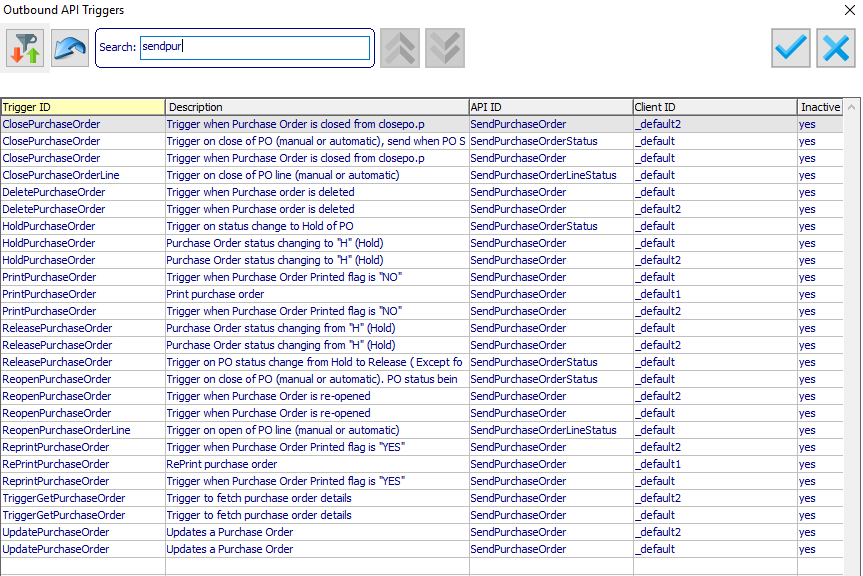 Outbound API Triggers
Search: sendpur
Trigger ID Description API ID Client ID Inactive
ClosePurchaseOrder Trigger when Purchase Order is closed from closepo.p SendPurchaseOrder _default2 yes
ClosePurchaseOrder Trigger on close of PO (manual or automatic), send when PO S SendPurchaseOrderStatus _default yes
ClosePurchaseOrder Trigger when Purchase Order is closed from closepo.p SendPurchaseOrder _default yes
ClosePurchaseOrderLine Trigger on close of PO line (manual or automatic) SendPurchaseOrderLineStatus _default yes
DeletePurchaseOrder Trigger when Purchase order is deleted SendPurchaseOrder _default yes
DeletePurchaseOrder Trigger when Purchase order is deleted SendPurchaseOrder _default2 yes
HoldPurchaseOrder Trigger on status change to Hold of PO SendPurchaseOrderStatus _default yes
HoldPurchaseOrder Purchase Order status changing to "H" (Hold) SendPurchaseOrder _default yes
HoldPurchaseOrder Purchase Order status changing to "H" (Hold) SendPurchaseOrder _default2 yes
PrintPurchaseOrder Trigger when Purchase Order Printed flag is "NO" SendPurchaseOrder _default yes
PrintPurchaseOrder Print purchase order SendPurchaseOrder _default1 yes
PrintPurchaseOrder Trigger when Purchase Order Printed flag is "NO" SendPurchaseOrder _default2 yes
ReleasePurchaseOrder Purchase Order status changing from "H" (Hold) SendPurchaseOrder _default yes
ReleasePurchaseOrder Purchase Order status changing from "H" (Hold) SendPurchaseOrder _default2 yes
ReleasePurchaseOrder Trigger on PO status change from Hold to Release ( Except fo SendPurchaseOrderStatus _default yes
ReopenPurchaseOrder Trigger on close of PO (manual or automatic). PO status bein SendPurchaseOrderStatus _default yes
ReopenPurchaseOrder Trigger when Purchase Order is re-opened SendPurchaseOrder _default2 yes
ReopenPurchaseOrder Trigger when Purchase Order is re-opened SendPurchaseOrder _default yes
ReopenPurchaseOrderLine Trigger on open of PO line (manual or automatic) SendPurchaseOrderLineStatus _default yes
ReprintPurchaseOrder Trigger when Purchase Order Printed flag is "YES" SendPurchaseOrder _default2 yes
RePrintPurchaseOrder RePrint purchase order SendPurchaseOrder _default1 yes
ReprintPurchaseOrder Trigger when Purchase Order Printed flag is "YES" SendPurchaseOrder _default yes
TriggerGetPurchaseOrder Trigger to fetch purchase order details SendPurchaseOrder _default2 yes
TriggerGetPurchaseOrder Trigger to fetch purchase order details SendPurchaseOrder _default yes
UpdatePurchaseOrder Updates a Purchase Order SendPurchaseOrder _default2 yes
UpdatePurchaseOrder Updates a Purchase Order SendPurchaseOrder _default yes